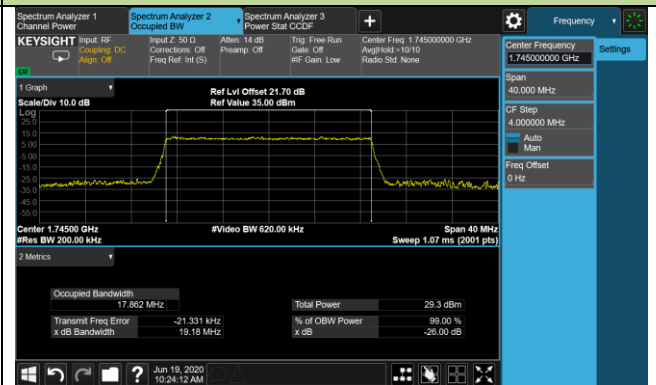 Spectrum Analyzer 1
Channel Power
Spectrum Analyzer 2
Occupied BW
Spectrum Analyzer 3
Power Stat CCDF
+
Frequency
KEYSIGHT
Input: RF
Coupling: DC
Align: Off
Input Z: 50 Ω
Corrections: Off
Freq Ref: Int (S)
Atten: 14 dB
Preamp: Off
Trig: Free Run
Gate: Off
#IF Gain: Low
Center Freq: 1.745000000 GHz
Avg|Hold:>10/10
Radio Std: None
Center Frequency
1.745000000 GHz
Settings
Span
40.000 MHz
CF Step
4.000000 MHz
Auto
Man
Freq Offset
0 Hz
1 Graph
Scale/Div 10.0 dB
Ref Lvl Offset 21.70 dB
Ref Value 35.00 dBm
Log
25.0
15.0
5.00
-5.00
-15.0
-25.0
-35.0
-45.0
-55.0
Center 1.74500 GHz
#Res BW 200.00 kHz
#Video BW 620.00 kHz
Span 40 MHz
Sweep 1.07 ms (2001 pts)
2 Metrics
Occupied Bandwidth
17.862 MHz
Transmit Freq Error -21.331 kHz
x dB Bandwidth 19.18 MHz
Total Power 29.3 dBm
% of OBW Power 99.00 %
x dB -26.00 dB
?
Jun 19, 2020
10:24:12 AM